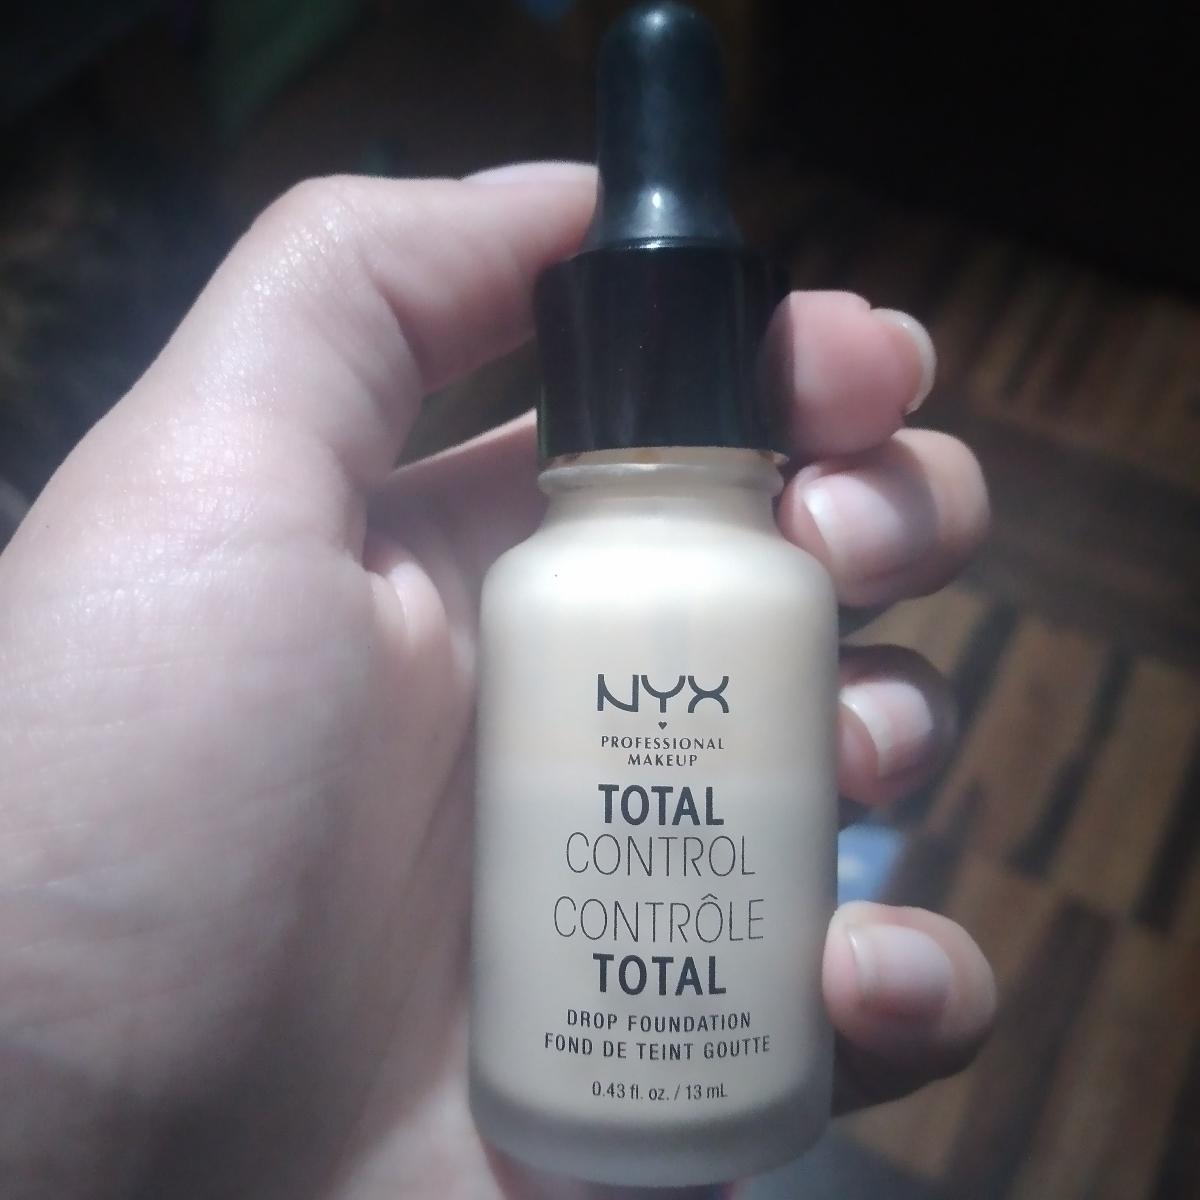 NYX
PROFESSIONAL
MAKEUP
TOTAL
CONTROL
CONTRÔLE
TOTAL
DROP FOUNDATION
FOND DE TEINT GOUTTE
0.43 fl. oz. / 13 mL